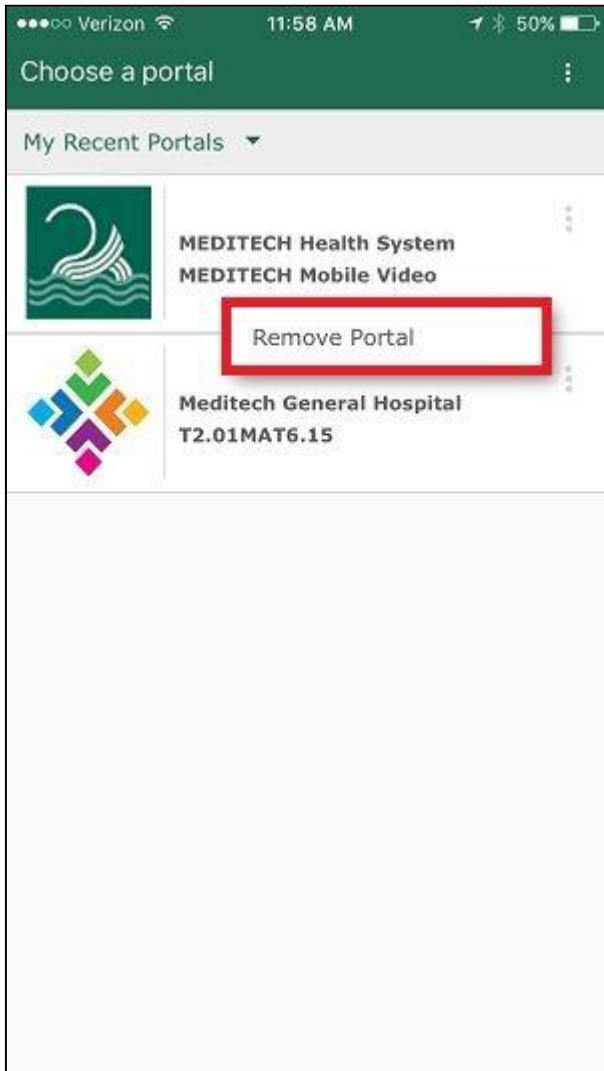 Verizon 11:58 AM 50%
Choose a portal
My Recent Portals
MEDITECH Health System
MEDITECH Mobile Video
Remove Portal
Meditech General Hospital
T2.01MAT6.15